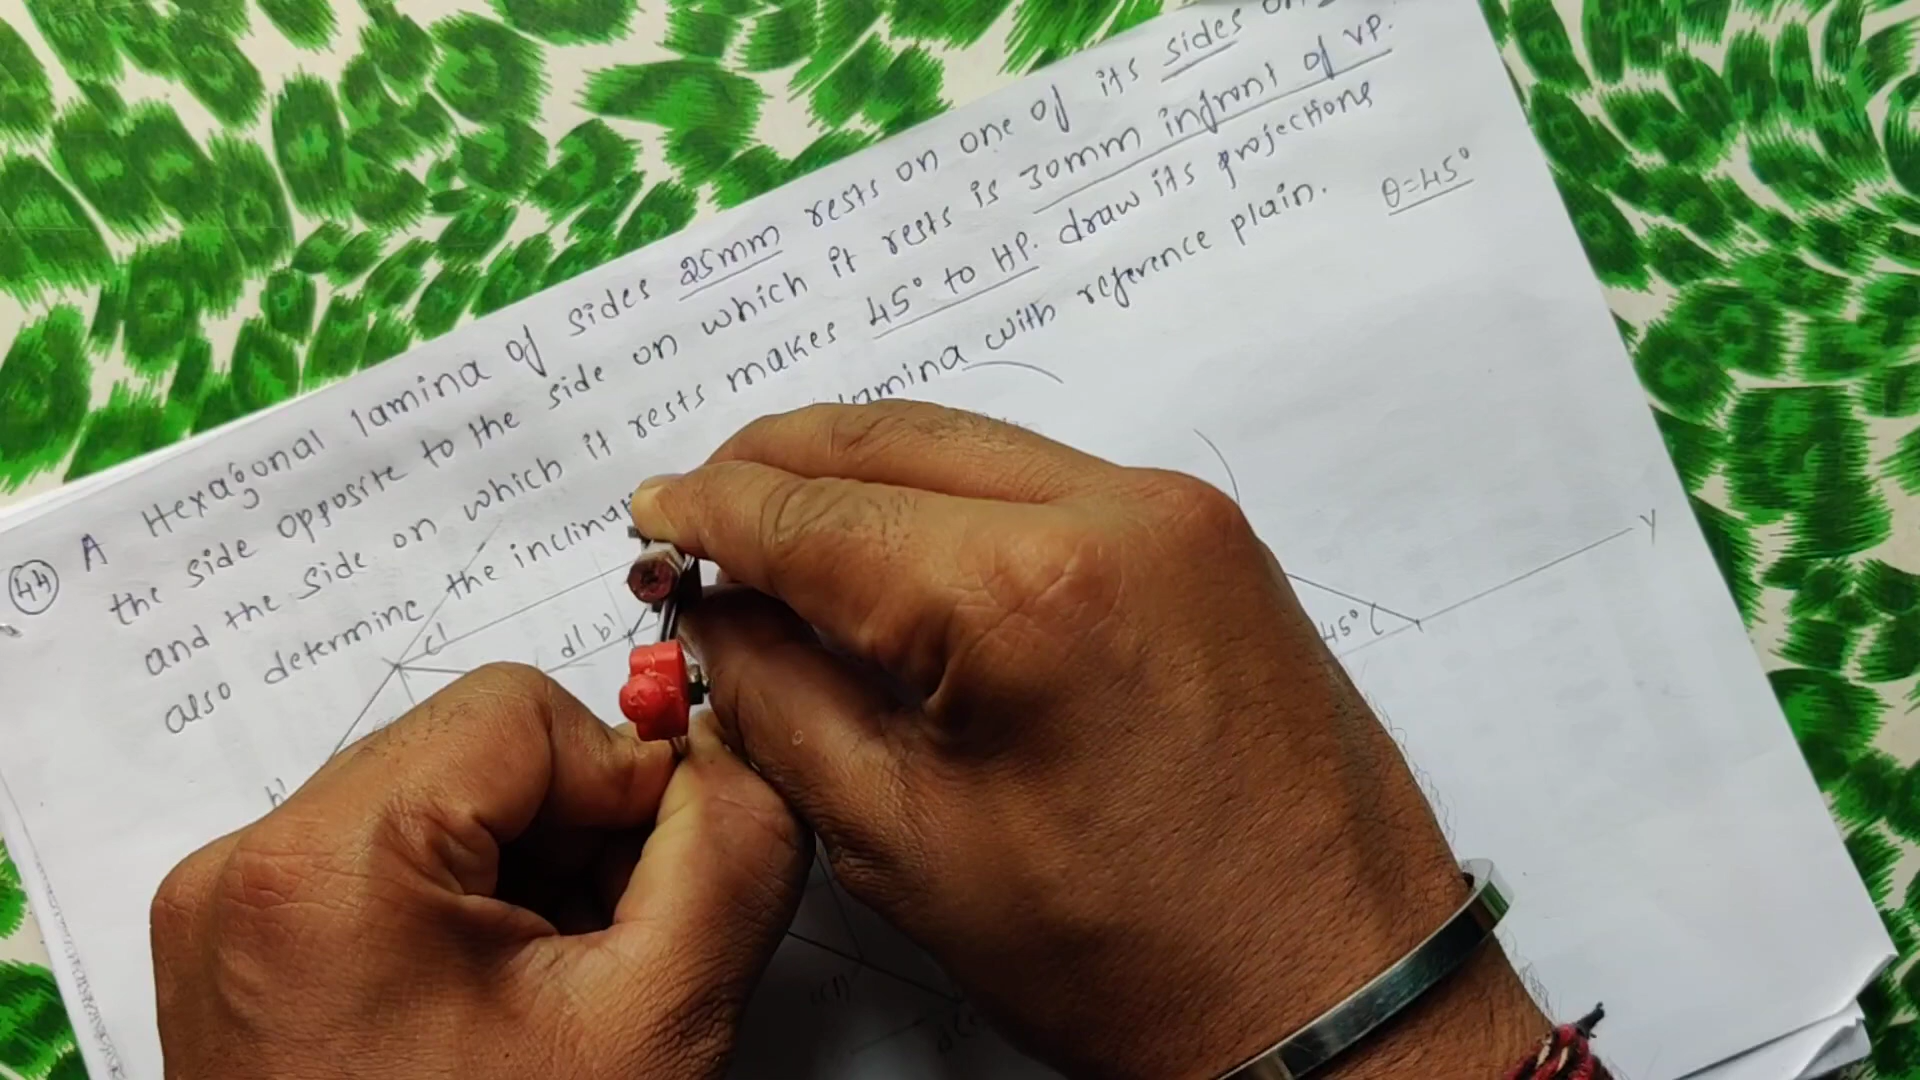 44 A Hexagonal lamina of sides 25mm rests on one of its sides
the side opposite to the side on which it rests is 30mm infront of VP.
and the side on which it rests makes 45° to HP. draw its projections
also determine the lamina with reference plain.
θ=45°
Y
c'
d' b'
45°
h'